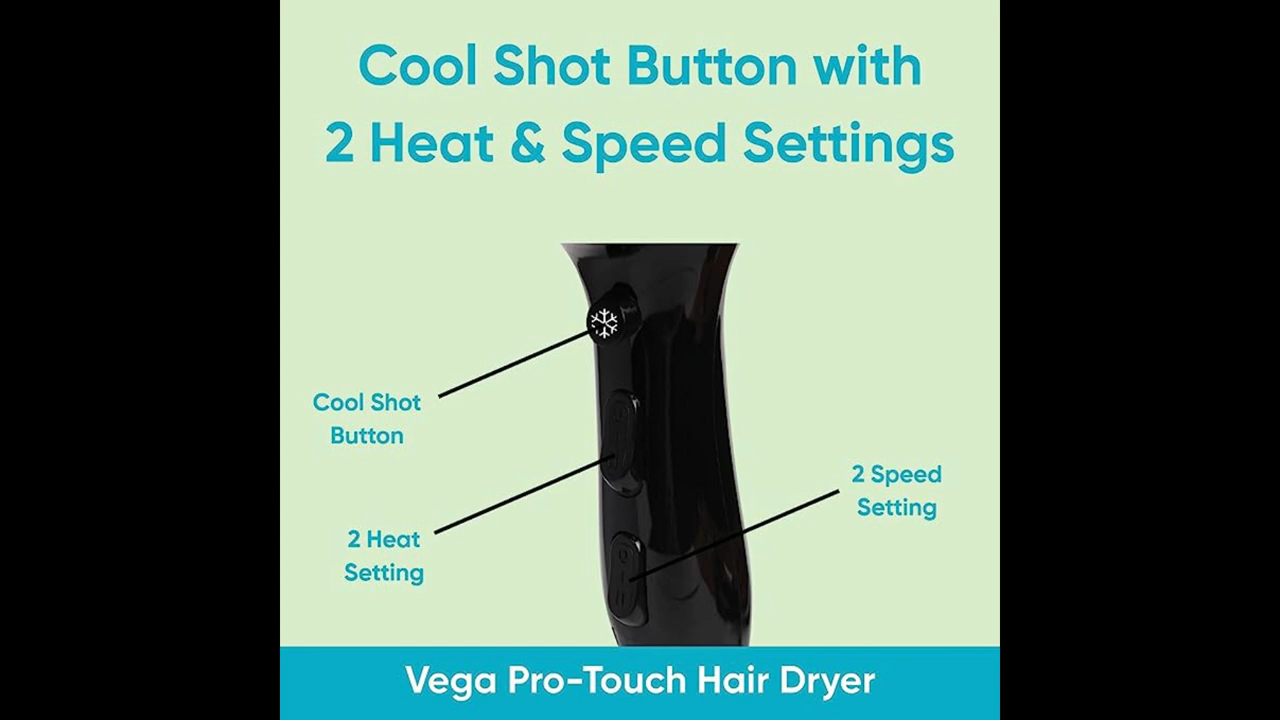 Cool Shot Button with
2 Heat & Speed Settings
Cool Shot
Button
2 Heat
Setting
2 Speed
Setting
Vega Pro-Touch Hair Dryer